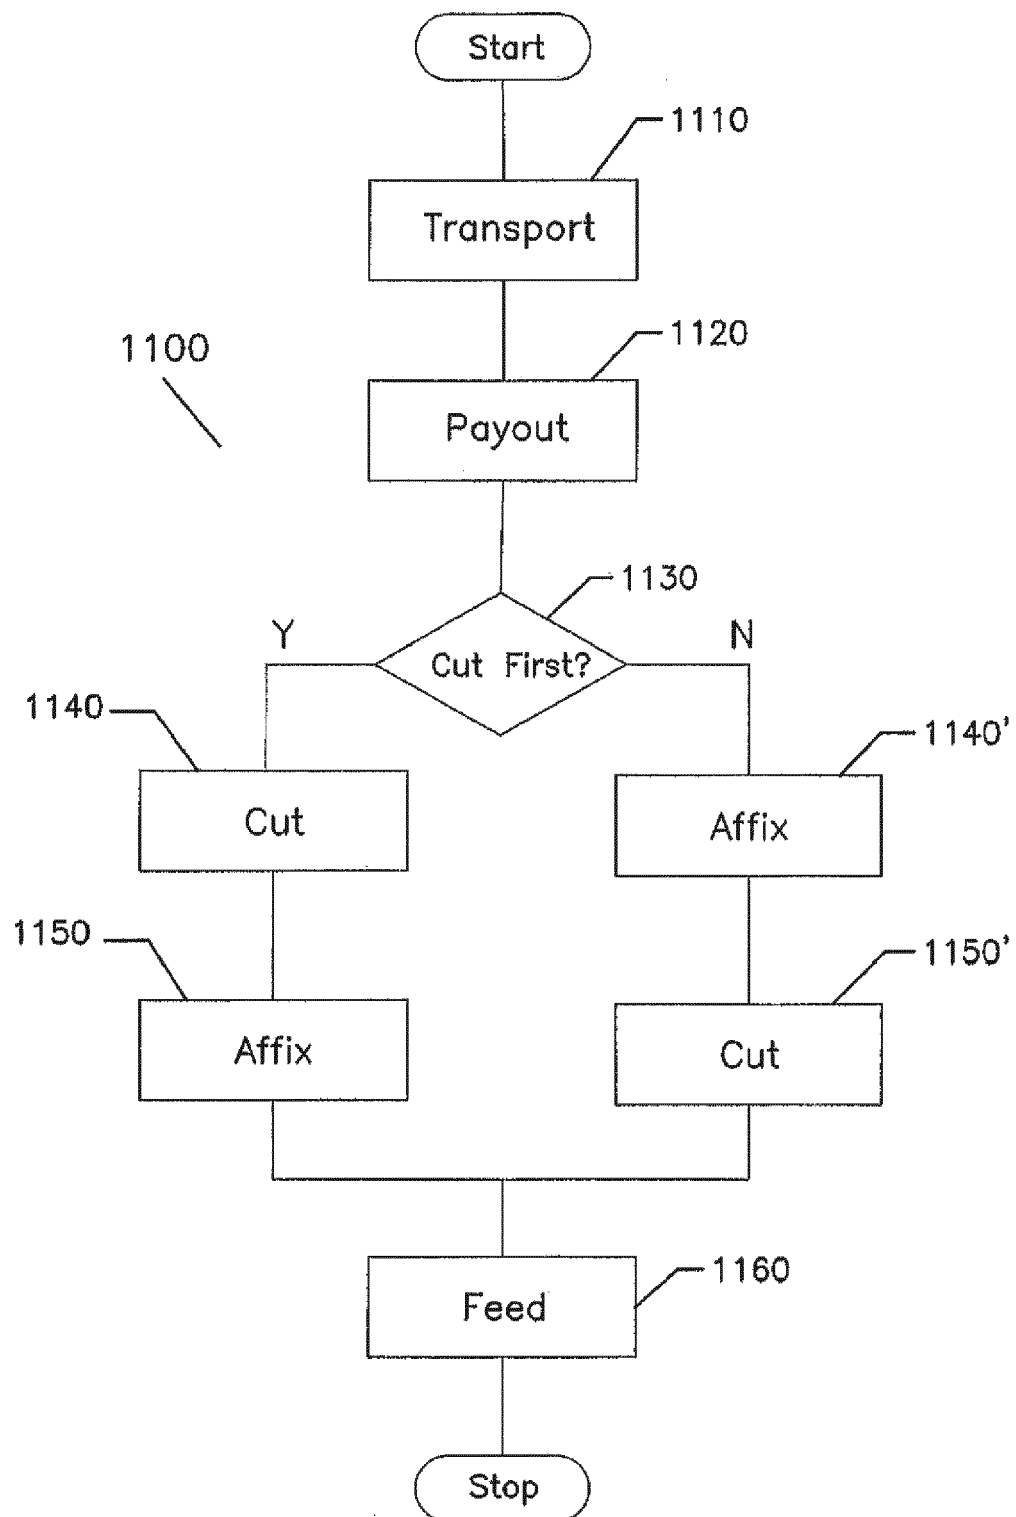 Start
1110
Transport
1120
1100
Payout
1130
Y
N
Cut First?
1140
1140'
Cut
Affix
1150
1150'
Affix
Cut
1160
Feed
Stop